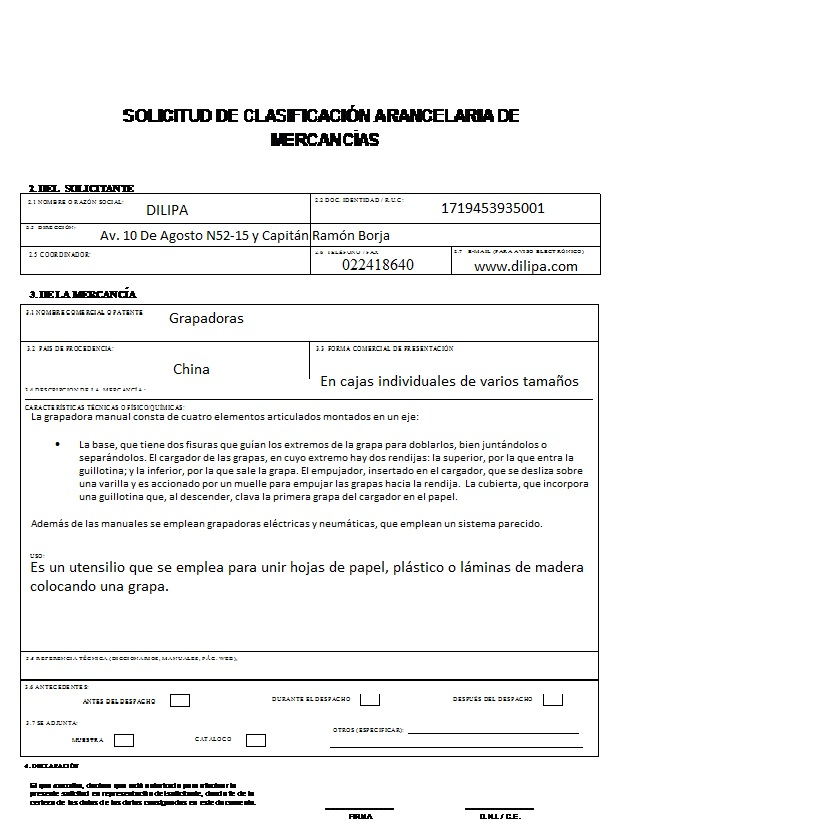 SOLICITUD DE CLASIFICACIÓN ARANCELARIA DE
MERCANCÍAS
2. DEL SOLICITANTE
2.1 NOMBRE O RAZÓN SOCIAL:
DILIPA
2.2 DOC. IDENTIDAD / R.U.C:
1719453935001
2.3 DIRECCIÓN:
Av. 10 De Agosto N52-15 y Capitán Ramón Borja
2.5 COORDINADOR:
2.6 TELÉFONO / FAX
022418640
2.7 E-MAIL (PARA AVISO ELECTRÓNICO)
www.dilipa.com
3. DE LA MERCANCÍA
3.1 NOMBRE COMERCIAL O PATENTE
Grapadoras
3.2 PAIS DE PROCEDENCIA:
China
3.3 FORMA COMERCIAL DE PRESENTACIÓN
En cajas individuales de varios tamaños
3.4 DESCRIPCION DE LA MERCANCÍA:
CARACTERÍSTICAS TÉCNICAS O FÍSICO/QUÍMICAS:
La grapadora manual consta de cuatro elementos articulados montados en un eje:
• La base, que tiene dos fisuras que guían los extremos de la grapa para doblarlos, bien juntándolos o
separándolos. El cargador de las grapas, en cuyo extremo hay dos rendijas: la superior, por la que entra la
guillotina; y la inferior, por la que sale la grapa. El empujador, insertado en el cargador, que se desliza sobre
una varilla y es accionado por un muelle para empujar las grapas hacia la rendija. La cubierta, que incorpora
una guillotina que, al descender, clava la primera grapa del cargador en el papel.
Además de las manuales se emplean grapadoras eléctricas y neumáticas, que emplean un sistema parecido.
USO:
Es un utensilio que se emplea para unir hojas de papel, plástico o láminas de madera
colocando una grapa.
3.5 REFERENCIA TÉCNICA (DICCIONARIOS, MANUALES, PÁG. WEB),
3.6 ANTECEDENTES:
ANTES DEL DESPACHO
DURANTE EL DESPACHO
DESPUÉS DEL DESPACHO
3.7 SE ADJUNTA:
MUESTRA
CATALOGO
OTROS (ESPECIFICAR):
4. DECLARACIÓN
El que suscribe, declara que está autorizado para efectuar la
presente solicitud en representación del solicitante, dando fe de la
certeza de los datos de los datos consignados en este documento.
FIRMA
D.N.I. / C.E.